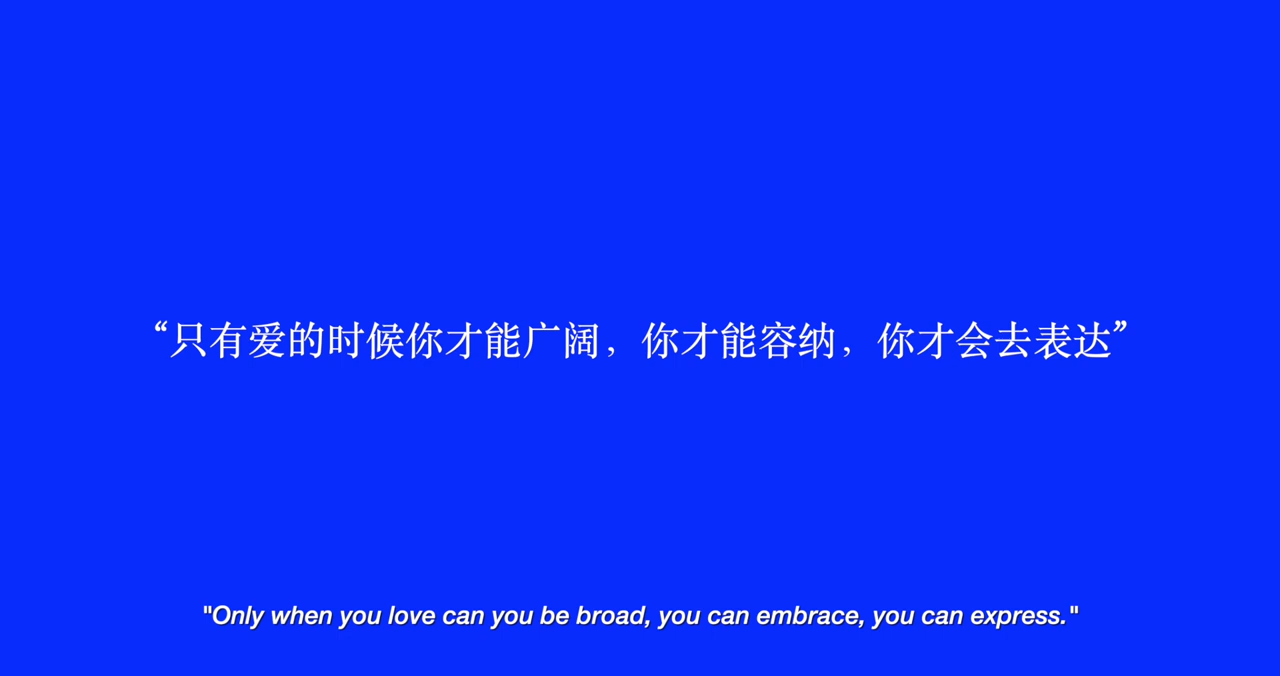 “只有爱的时候你才能广阔，你才能容纳，你才会去表达”
"Only when you love can you be broad, you can embrace, you can express."